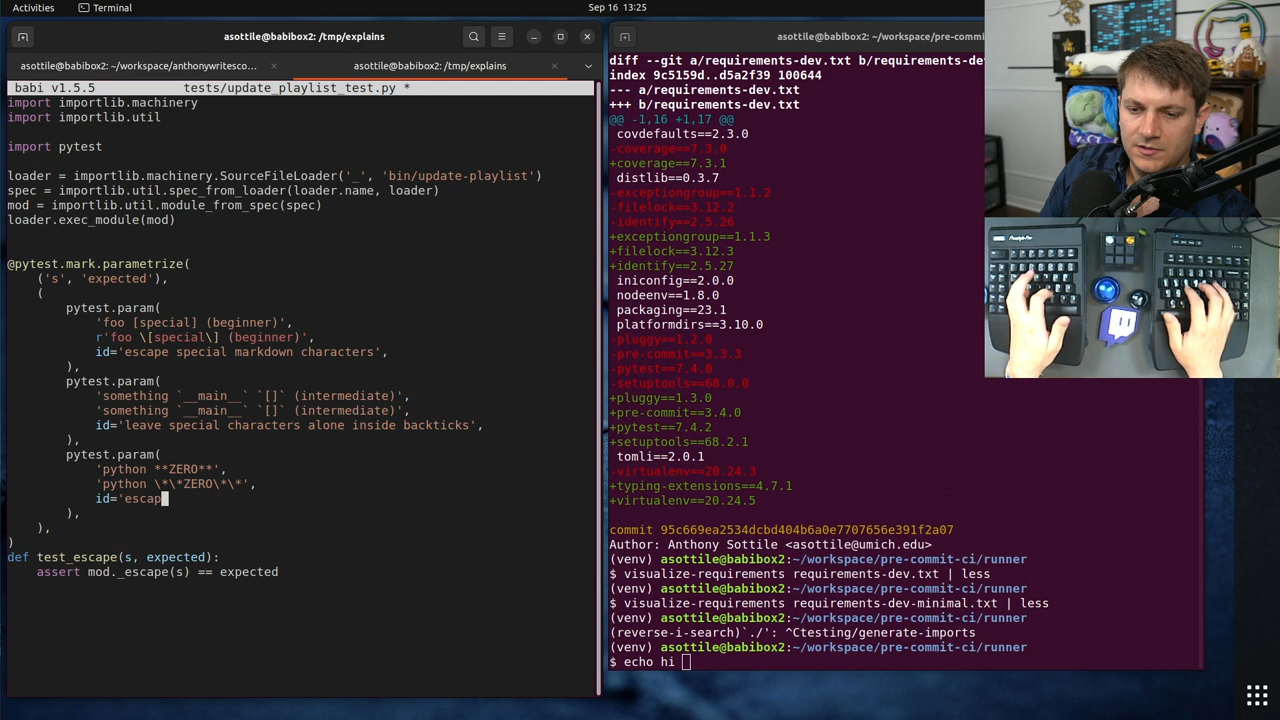 Activities
Terminal
Sep 16 13:25
asottile@babibox2: /tmp/explains
asottile@babibox2: ~/workspace/anthonywritesco...
asottile@babibox2: /tmp/explains
babi v1.5.5 tests/update_playlist_test.py *
import importlib.machinery
import importlib.util
import pytest
loader = importlib.machinery.SourceFileLoader('_', 'bin/update-playlist')
spec = importlib.util.spec_from_loader(loader.name, loader)
mod = importlib.util.module_from_spec(spec)
loader.exec_module(mod)
@pytest.mark.parametrize(
('s', 'expected'),
(
pytest.param(
'foo [special] (beginner)',
r'foo \[special\] (beginner)',
id='escape special markdown characters',
),
pytest.param(
'something `__main__` `[]` (intermediate)',
'something `__main__` `[]` (intermediate)',
id='leave special characters alone inside backticks',
),
pytest.param(
'python **ZERO**',
'python \*\*ZERO\*\*',
id='escap
),
),
)
def test_escape(s, expected):
assert mod._escape(s) == expected
asottile@babibox2: ~/workspace/pre-commi
diff --git a/requirements-dev.txt b/requirements-de
index 9c5159d..d5a2f39 100644
--- a/requirements-dev.txt
+++ b/requirements-dev.txt
@@ -1,16 +1,17 @@
covdefaults==2.3.0
-coverage==7.3.0
+coverage==7.3.1
distlib==0.3.7
-exceptiongroup==1.1.2
-filelock==3.12.2
-identify==2.5.26
+exceptiongroup==1.1.3
+filelock==3.12.3
+identify==2.5.27
iniconfig==2.0.0
nodeenv==1.8.0
packaging==23.1
platformdirs==3.10.0
-pluggy==1.2.0
-pre-commit==3.3.3
-pytest==7.4.0
-setuptools==68.0.0
+pluggy==1.3.0
+pre-commit==3.4.0
+pytest==7.4.2
+setuptools==68.2.1
tomli==2.0.1
-virtualenv==20.24.3
+typing-extensions==4.7.1
+virtualenv==20.24.5
commit 95c669ea2534dcbd404b6a0e7707656e391f2a07
Author: Anthony Sottile <asottile@umich.edu>
(venv) asottile@babibox2:~/workspace/pre-commit-ci/runner
$ visualize-requirements requirements-dev.txt | less
(venv) asottile@babibox2:~/workspace/pre-commit-ci/runner
$ visualize-requirements requirements-dev-minimal.txt | less
(venv) asottile@babibox2:~/workspace/pre-commit-ci/runner
(reverse-i-search)`./': ^Ctesting/generate-imports
(venv) asottile@babibox2:~/workspace/pre-commit-ci/runner
$ echo hi